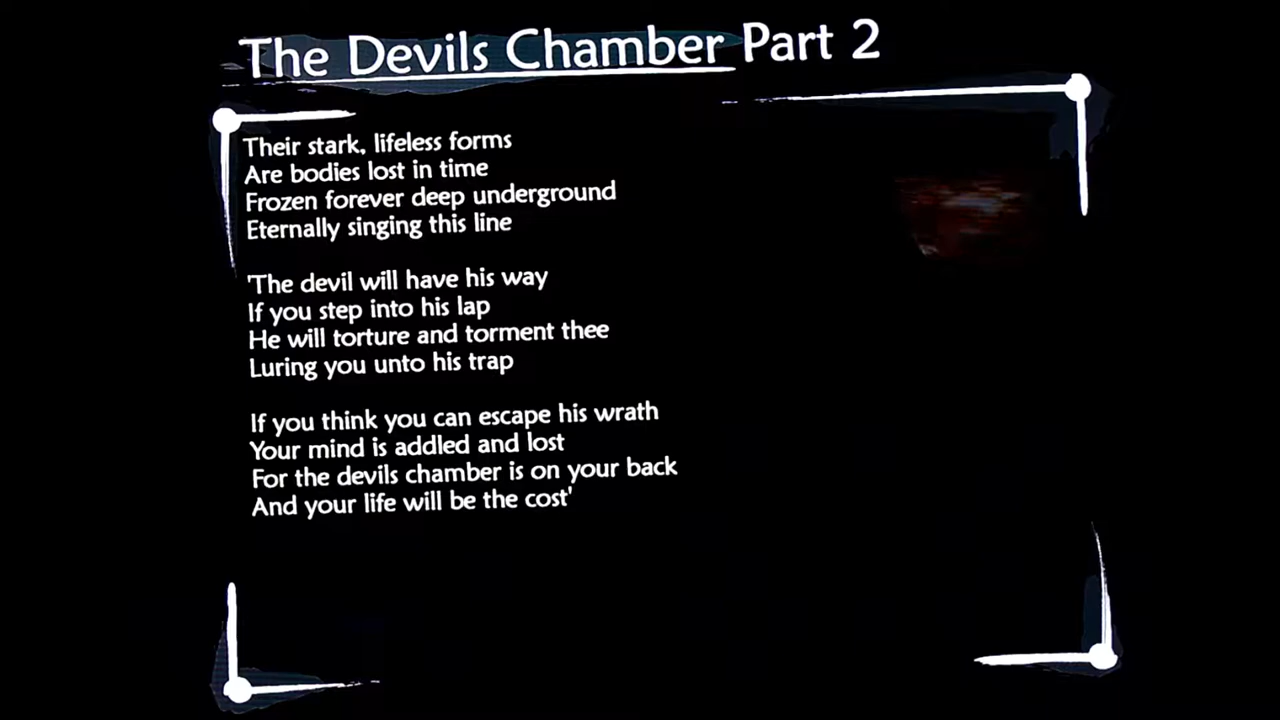 The Devils Chamber Part 2
Their stark, lifeless forms
Are bodies lost in time
Frozen forever deep underground
Eternally singing this line
'The devil will have his way
If you step into his lap
He will torture and torment thee
Luring you unto his trap
If you think you can escape his wrath
Your mind is addled and lost
For the devils chamber is on your back
And your life will be the cost'